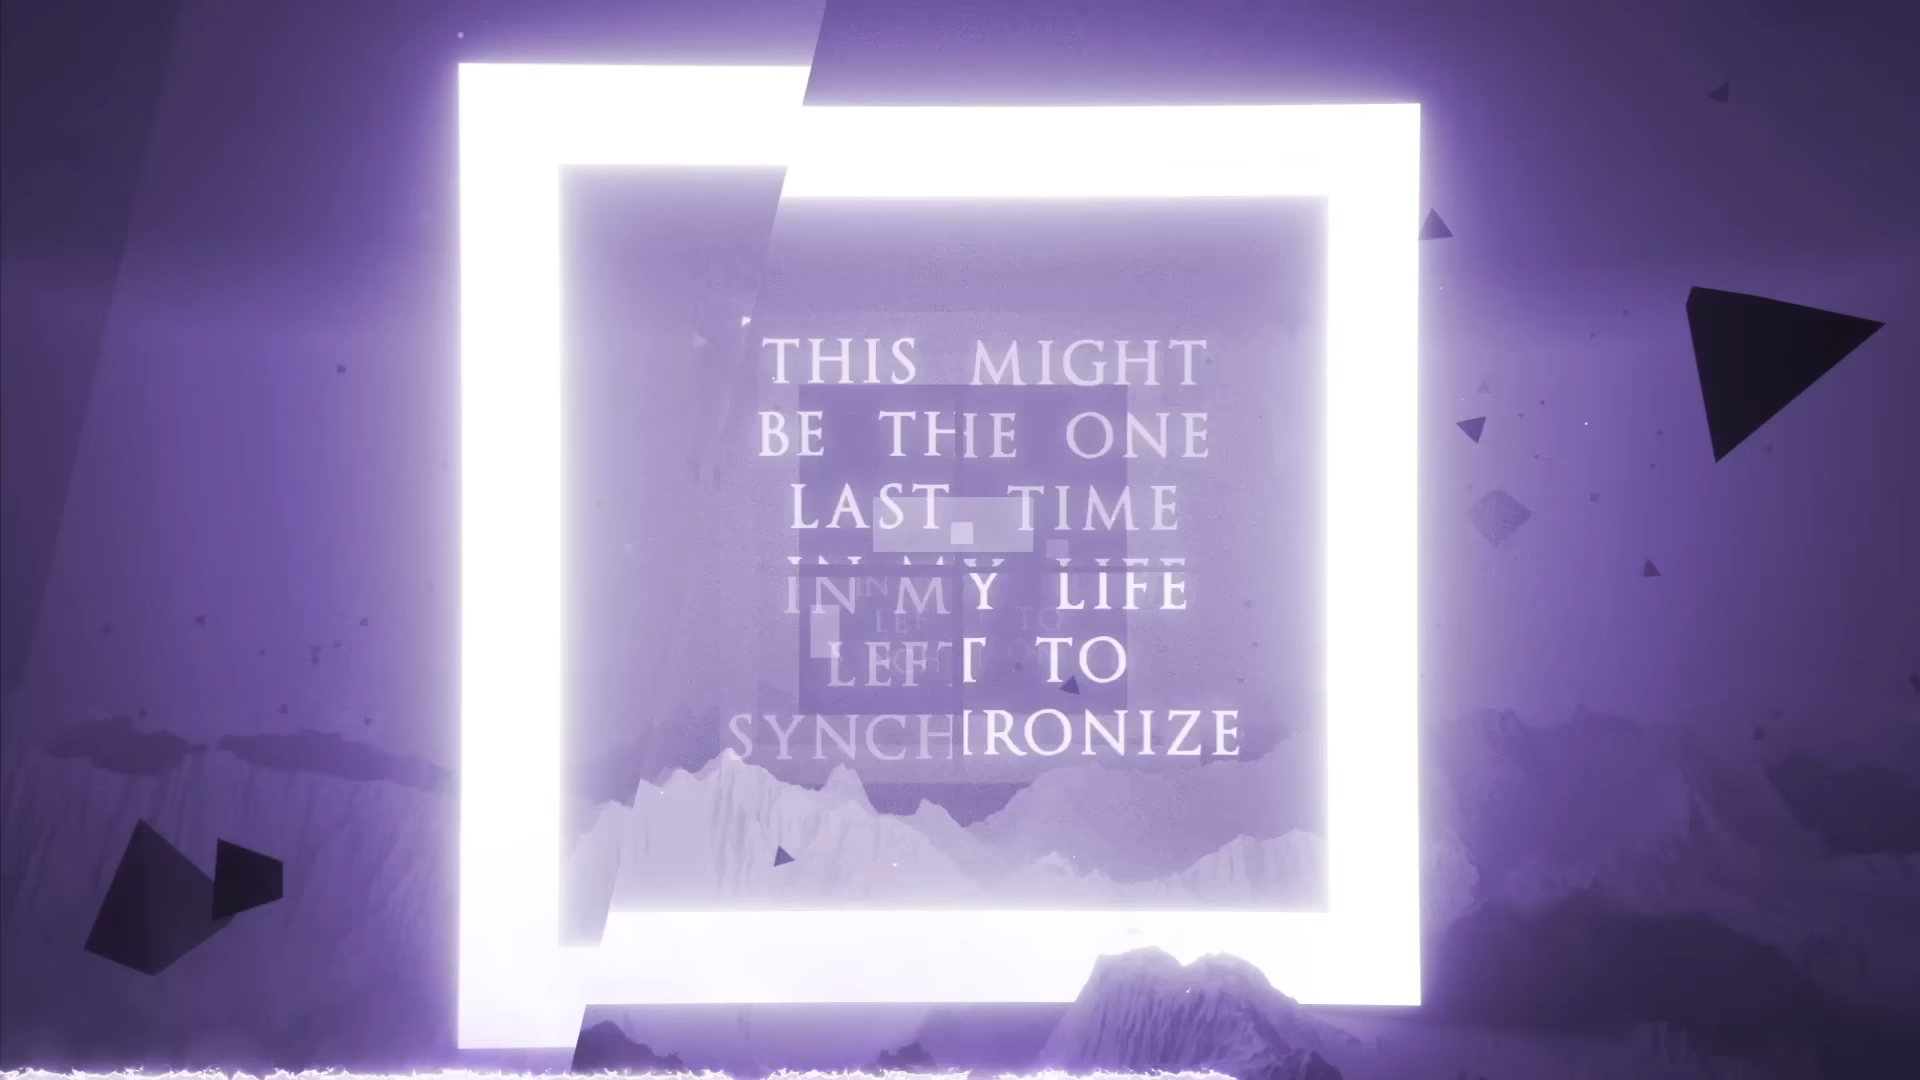 THIS MIGHT
BE THE ONE
LAST TIME
IN MY LIFE
LEFT TO
SYNCHRONIZE